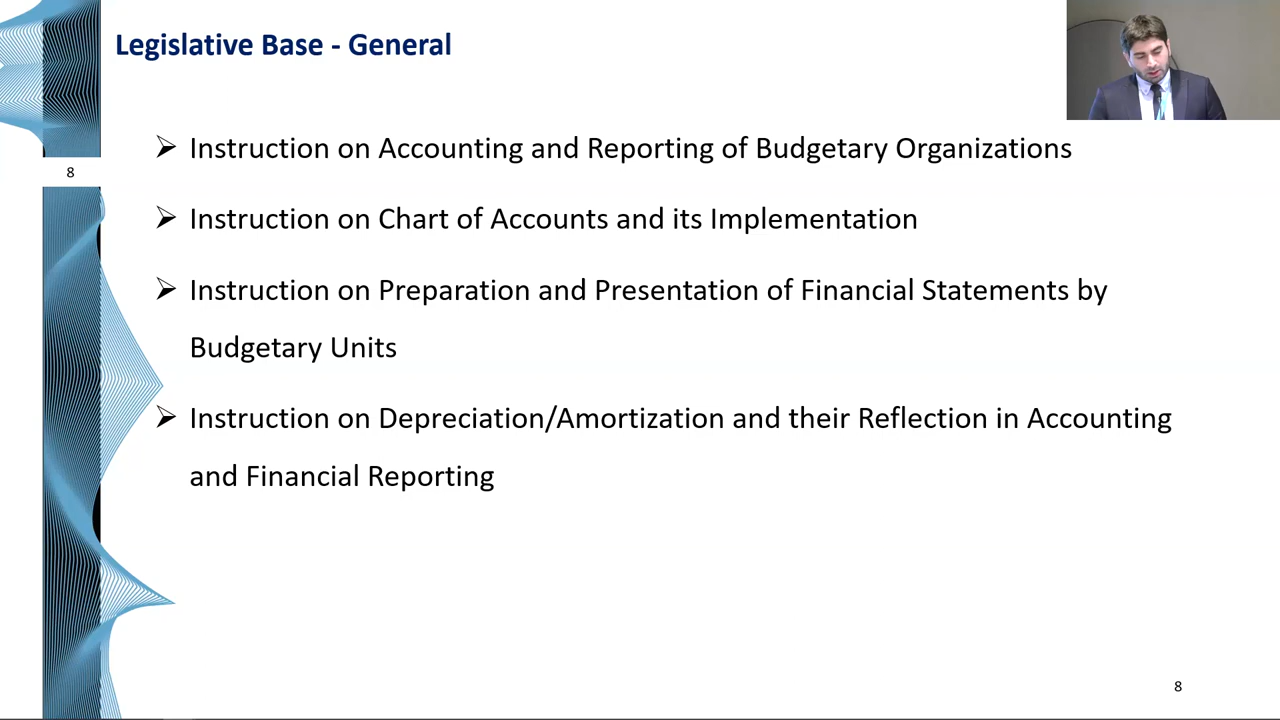 Legislative Base - General
8
➢ Instruction on Accounting and Reporting of Budgetary Organizations
➢ Instruction on Chart of Accounts and its Implementation
➢ Instruction on Preparation and Presentation of Financial Statements by
Budgetary Units
➢ Instruction on Depreciation/Amortization and their Reflection in Accounting
and Financial Reporting
8